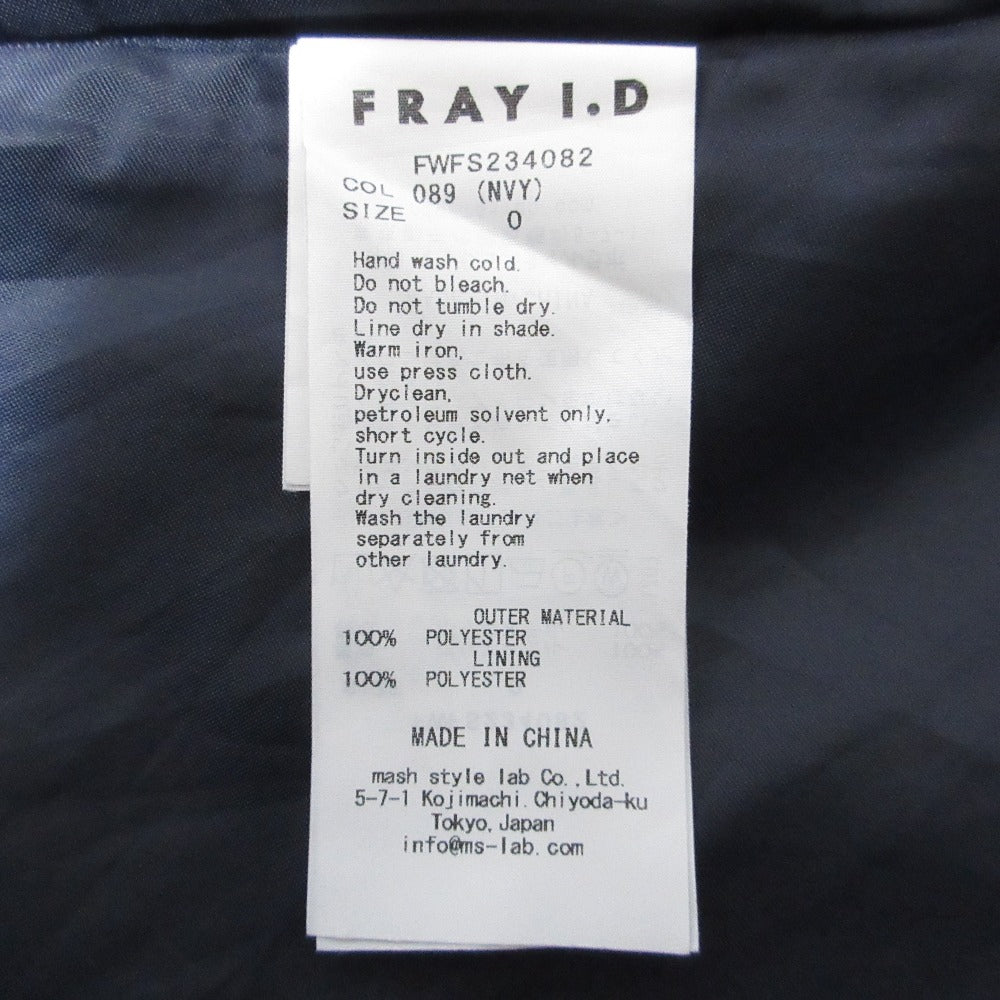 FRAY I.D
FWFS234082
COL 089 (NVY)
SIZE 0
Hand wash cold.
Do not bleach.
Do not tumble dry.
Line dry in shade.
Warm iron,
use press cloth.
Dryclean,
petroleum solvent only,
short cycle.
Turn inside out and place
in a laundry net when
dry cleaning.
Wash the laundry
separately from
other laundry.
OUTER MATERIAL
100% POLYESTER
LINING
100% POLYESTER
MADE IN CHINA
mash style lab Co.,Ltd.
5-7-1 Kojimachi.Chiyoda-ku
Tokyo,Japan
info@ms-lab.com